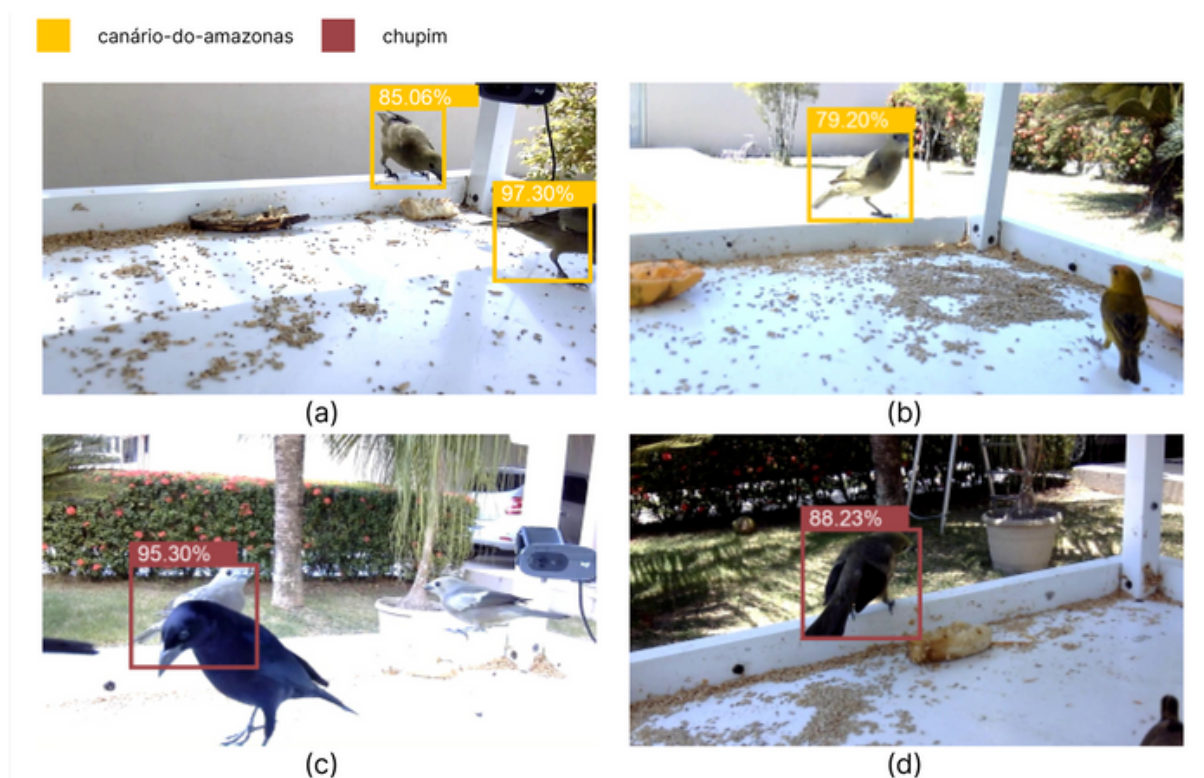 canário-do-amazonas chupim
85.06%
97.30%
(a)
79.20%
(b)
95.30%
(c)
88.23%
(d)